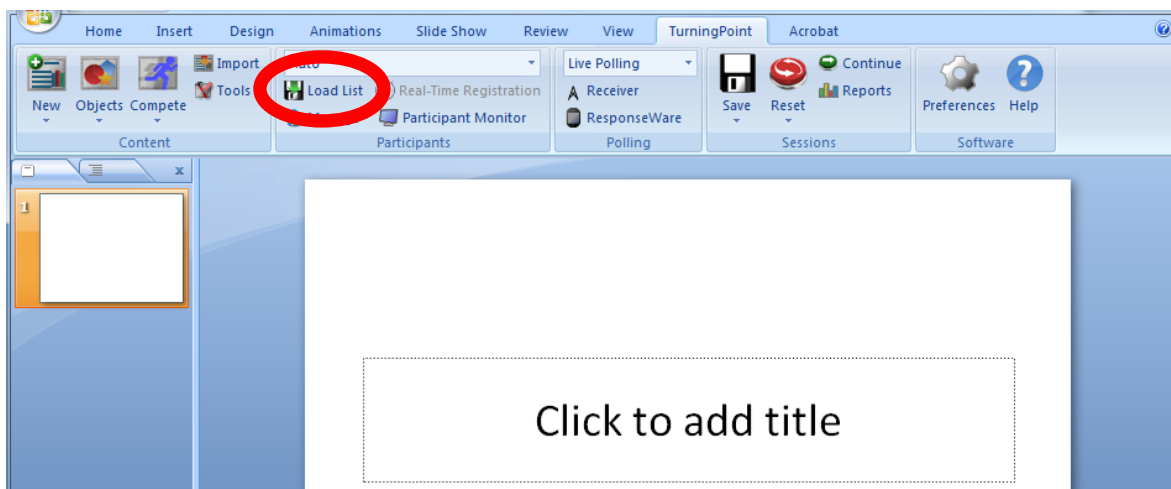 Home Insert Design Animations Slide Show Review View TurningPoint Acrobat
Import Live Polling Continue
Tools Load List Real-Time Registration Receiver Reports
New Objects Compete Participant Monitor ResponseWare Save Reset Preferences Help
Content Participants Polling Sessions Software
1
Click to add title